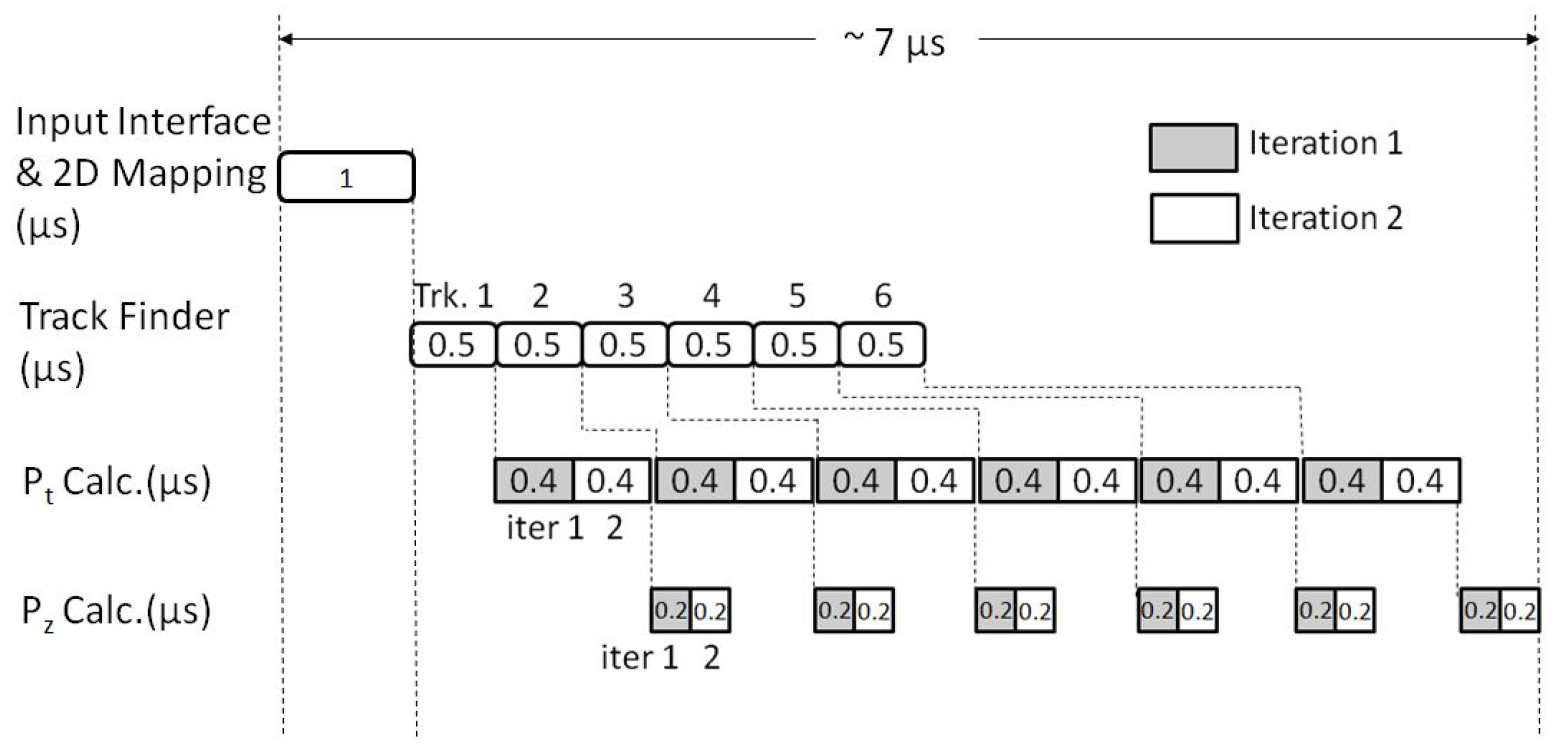 ~ 7 μs
Input Interface
& 2D Mapping
(μs)
1
Iteration 1
Iteration 2
Trk. 1 2 3 4 5 6
Track Finder
(μs)
0.5 0.5 0.5 0.5 0.5 0.5
Pt Calc.(μs)
0.4 0.4 0.4 0.4 0.4 0.4 0.4 0.4 0.4 0.4 0.4 0.4
iter 1 2
Pz Calc.(μs)
0.2 0.2 0.2 0.2 0.2 0.2 0.2 0.2 0.2 0.2 0.2 0.2
iter 1 2